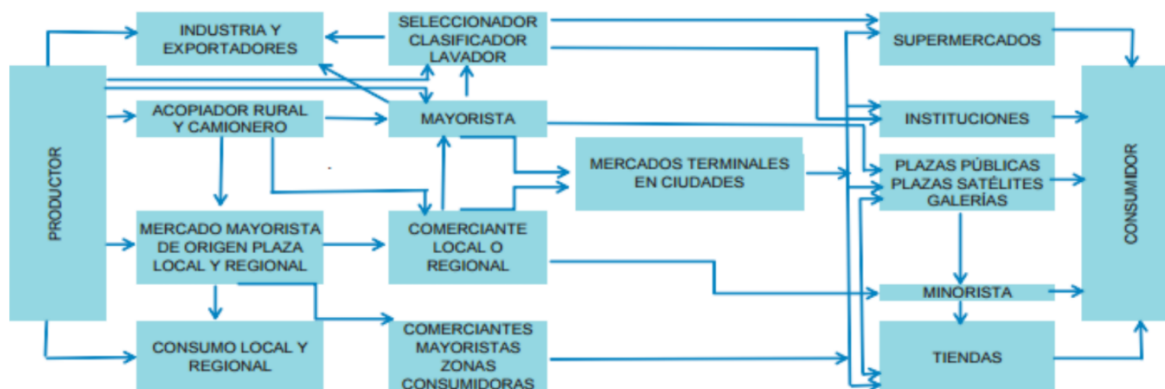 PRODUCTOR
INDUSTRIA Y
EXPORTADORES
ACOPIADOR RURAL
Y CAMIONERO
MERCADO MAYORISTA
DE ORIGEN PLAZA
LOCAL Y REGIONAL
CONSUMO LOCAL Y
REGIONAL
SELECCIONADOR
CLASIFICADOR
LAVADOR
MAYORISTA
COMERCIANTE
LOCAL O
REGIONAL
COMERCIANTES
MAYORISTAS
ZONAS
CONSUMIDORAS
MERCADOS TERMINALES
EN CIUDADES
SUPERMERCADOS
INSTITUCIONES
PLAZAS PÚBLICAS
PLAZAS SATÉLITES
GALERÍAS
MINORISTA
TIENDAS
CONSUMIDOR